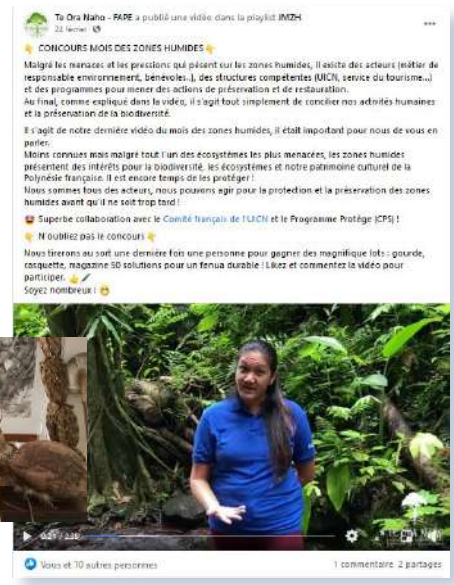 Te Ora Naho - FAPE a publié une vidéo dans la playlist JMZH.
22 février
CONCOURS MOIS DES ZONES HUMIDES
Malgré les menaces et les pressions qui pèsent sur les zones humides, il existe des acteurs (métier de
responsable environnement, bénévoles..), des structures compétentes (UICN, service du tourisme...)
et des programmes pour mener des actions de préservation et de restauration.
Au final, comme expliqué dans la vidéo, il s'agit tout simplement de concilier nos activités humaines
et la préservation de la biodiversité.
Il s'agit de notre dernière vidéo du mois des zones humides, il était important pour nous de vous en
parler.
Moins connues mais malgré tout l'un des écosystèmes les plus menacées, les zones humides
présentent des intérêts pour la biodiversité, les écosystèmes et notre patrimoine culturel de la
Polynésie française. Il est encore temps de les protéger !
Nous sommes tous des acteurs, nous pouvons agir pour la protection et la préservation des zones
humides avant qu'il ne soit trop tard !
Superbe collaboration avec le Comité français de l'UICN et le Programme Protège (CPS) !
N'oubliez pas le concours
Nous tirerons au sort une dernière fois une personne pour gagner des magnifique lots : gourde,
casquette, magazine 50 solutions pour un fenua durable ! Likez et commentez la vidéo pour
participer.
Soyez nombreux !
Vous et 10 autres personnes
1 commentaire 2 partages